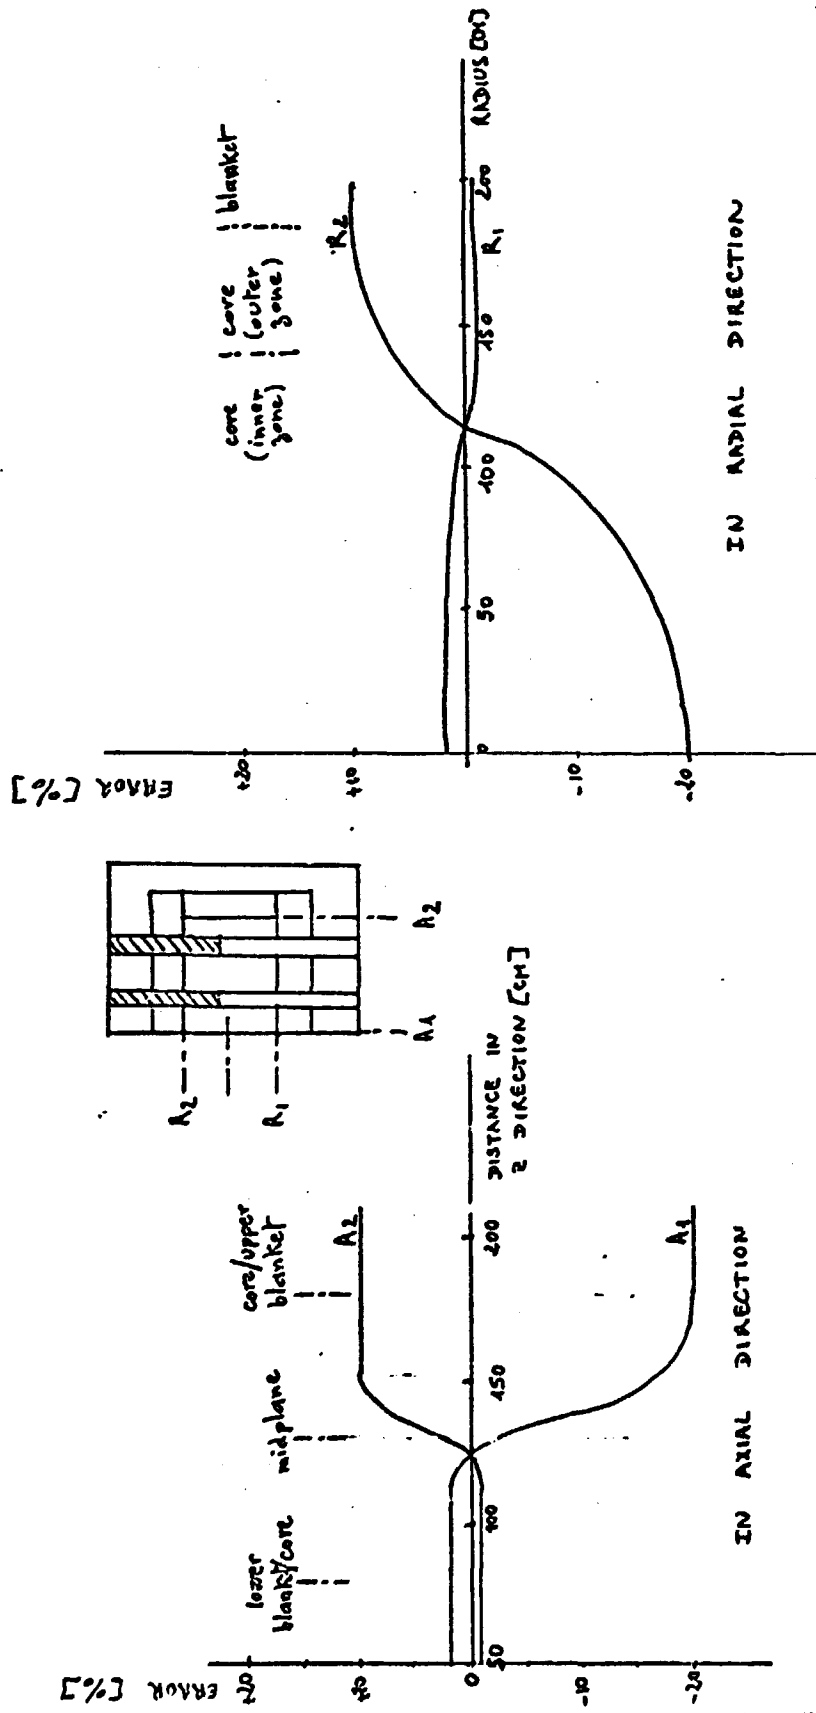 ERROR [%]
+20
+10
0
-10
-20
50
100
150
200
lower
blank/core
midplane
core/upper
blanket
A2
A1
DISTANCE IN
Z DIRECTION [CM]
IN AXIAL DIRECTION
R2
R1
A1
A2
ERROR [%]
+20
+10
0
-10
-20
50
100
150
200
core
(inner
zone)
core
(outer
zone)
blanket
R2
R1
RADIUS [CM]
IN RADIAL DIRECTION